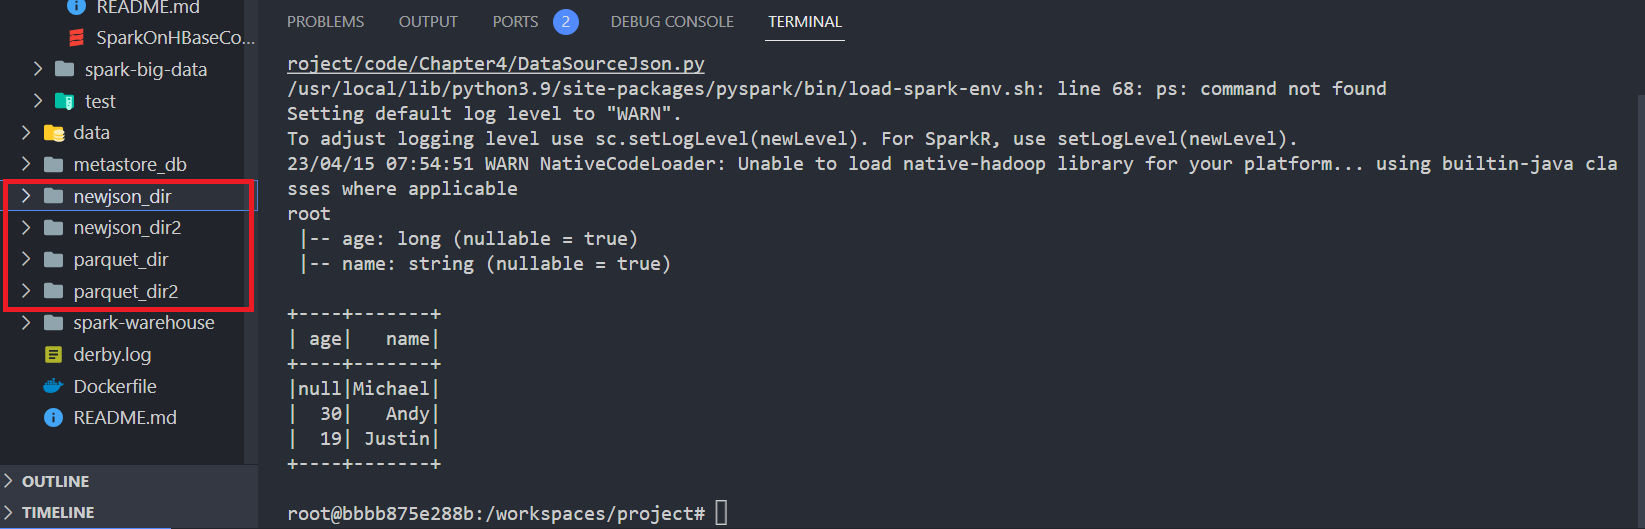 README.md
SparkOnHBaseCo...
spark-big-data
test
data
metastore_db
newjson_dir
newjson_dir2
parquet_dir
parquet_dir2
spark-warehouse
derby.log
Dockerfile
README.md
OUTLINE
TIMELINE
PROBLEMS OUTPUT PORTS 2 DEBUG CONSOLE TERMINAL
roject/code/Chapter4/DataSourceJson.py
/usr/local/lib/python3.9/site-packages/pyspark/bin/load-spark-env.sh: line 68: ps: command not found
Setting default log level to "WARN".
To adjust logging level use sc.setLogLevel(newLevel). For SparkR, use setLogLevel(newLevel).
23/04/15 07:54:51 WARN NativeCodeLoader: Unable to load native-hadoop library for your platform... using builtin-java cla
sses where applicable
root
 |-- age: long (nullable = true)
 |-- name: string (nullable = true)
+----+-------+
| age|   name|
+----+-------+
|null|Michael|
|  30|   Andy|
|  19| Justin|
+----+-------+
root@bbbb875e288b:/workspaces/project#